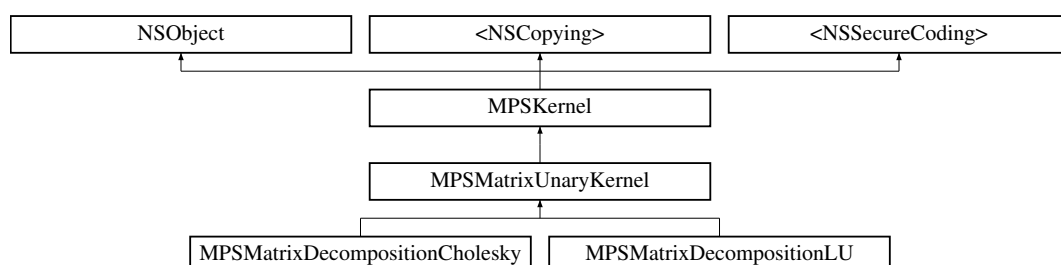 NSObject
<NSCopying>
<NSSecureCoding>
MPSKernel
MPSMatrixUnaryKernel
MPSMatrixDecompositionCholesky
MPSMatrixDecompositionLU